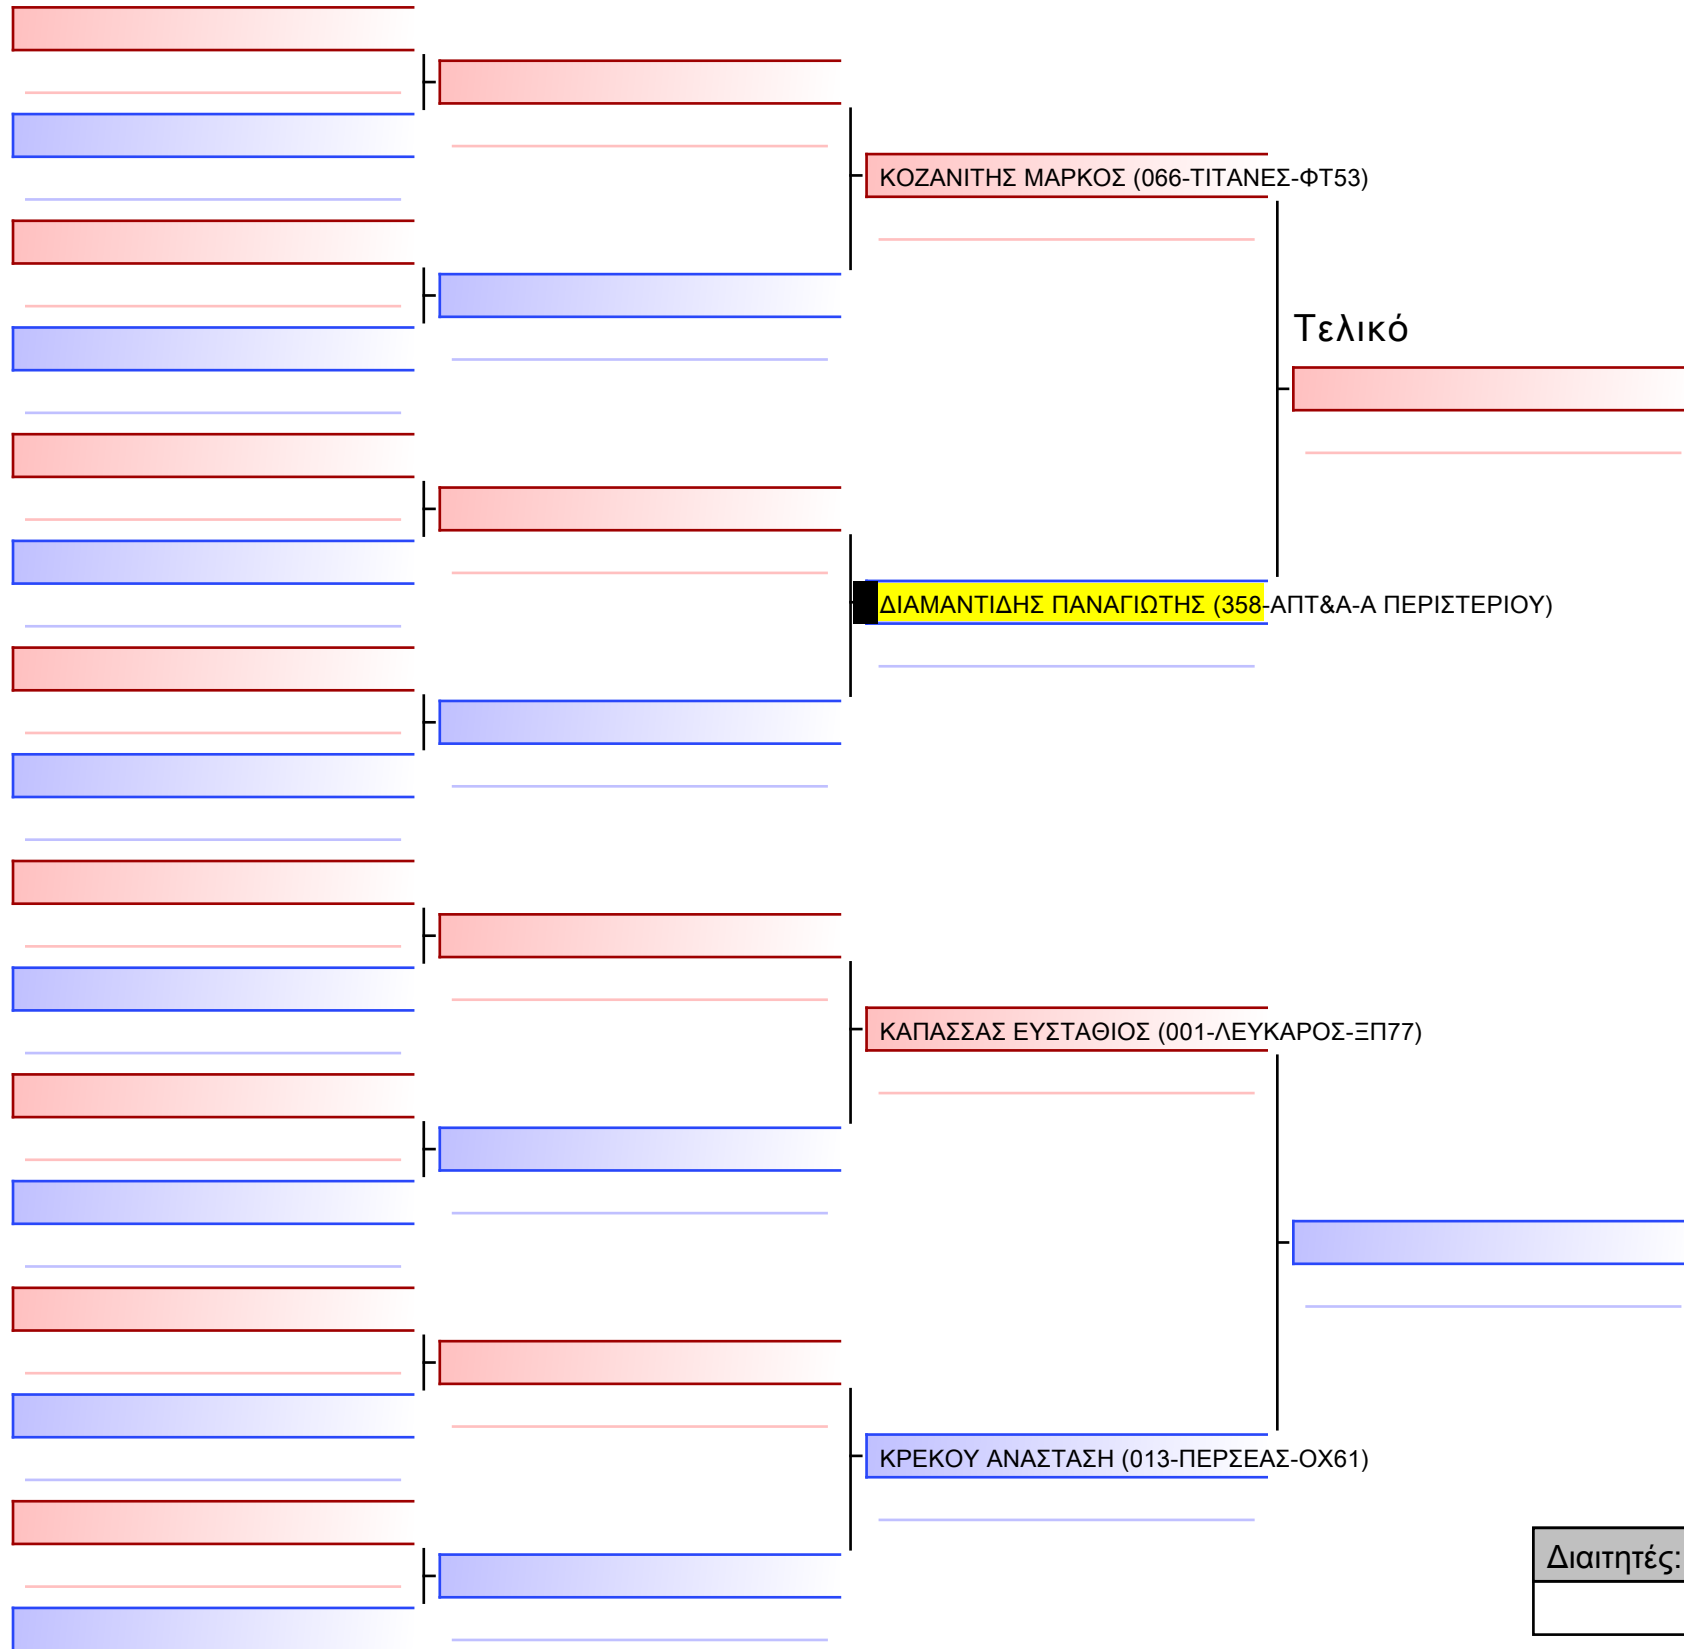 ΚΟΖΑΝΙΤΗΣ ΜΑΡΚΟΣ (066-ΤΙΤΑΝΕΣ-ΦΤ53)
Τελικό
ΔΙΑΜΑΝΤΙΔΗΣ ΠΑΝΑΓΙΩΤΗΣ (358-ΑΠΤ&Α-Α ΠΕΡΙΣΤΕΡΙΟΥ)
ΚΑΠΑΣΣΑΣ ΕΥΣΤΑΘΙΟΣ (001-ΛΕΥΚΑΡΟΣ-ΞΠ77)
ΚΡΕΚΟΥ ΑΝΑΣΤΑΣΗ (013-ΠΕΡΣΕΑΣ-ΟΧ61)
Διαιτητές: